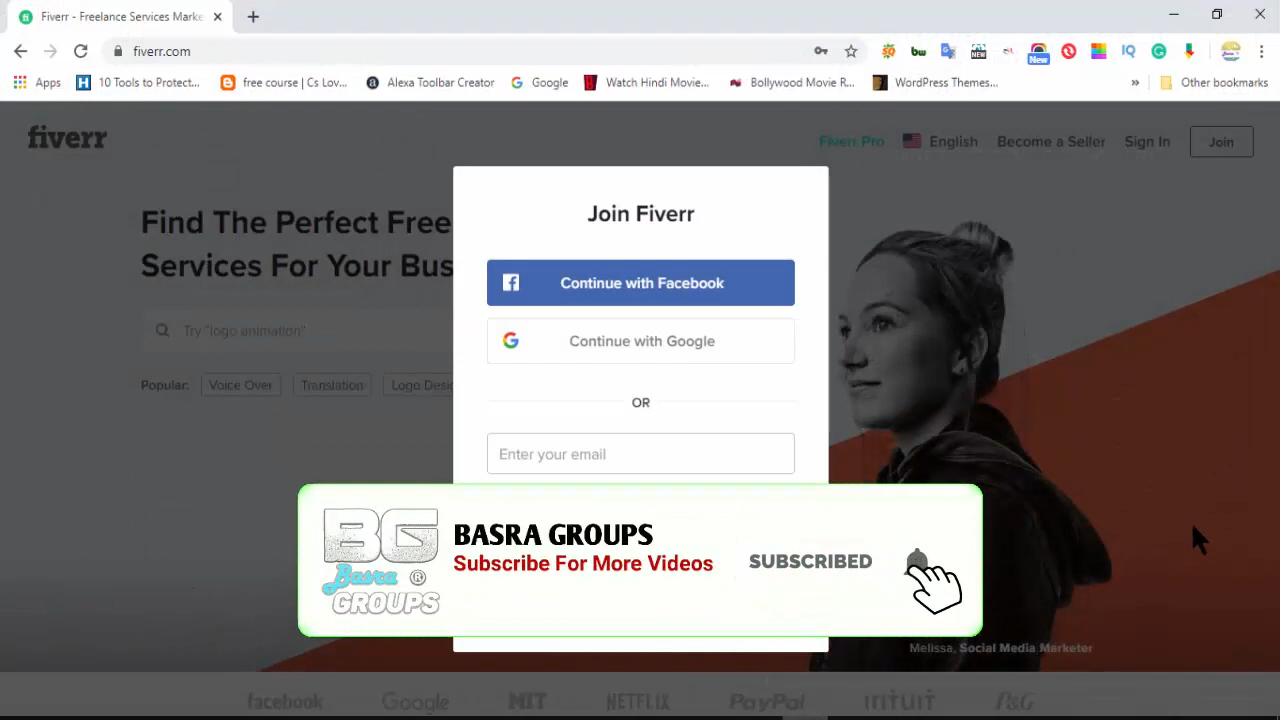 Fiverr - Freelance Services Marke
fiverr.com
New
NEW
Apps
10 Tools to Protect...
free course | Cs Lov...
Alexa Toolbar Creator
Google
Watch Hindi Movie...
Bollywood Movie R...
WordPress Themes...
Other bookmarks
fiverr
Fiverr Pro
English
Become a Seller
Sign In
Join
Find The Perfect Free
Services For Your Bus
Try "logo animation"
Popular:
Voice Over
Translation
Logo Desig
Join Fiverr
Continue with Facebook
Continue with Google
OR
Enter your email
BG
Basra ®
GROUPS
BASRA GROUPS
Subscribe For More Videos
SUBSCRIBED
Melissa, Social Media Marketer
facebook
Google
MIT
NETFLIX
PayPal
intuit
P&G